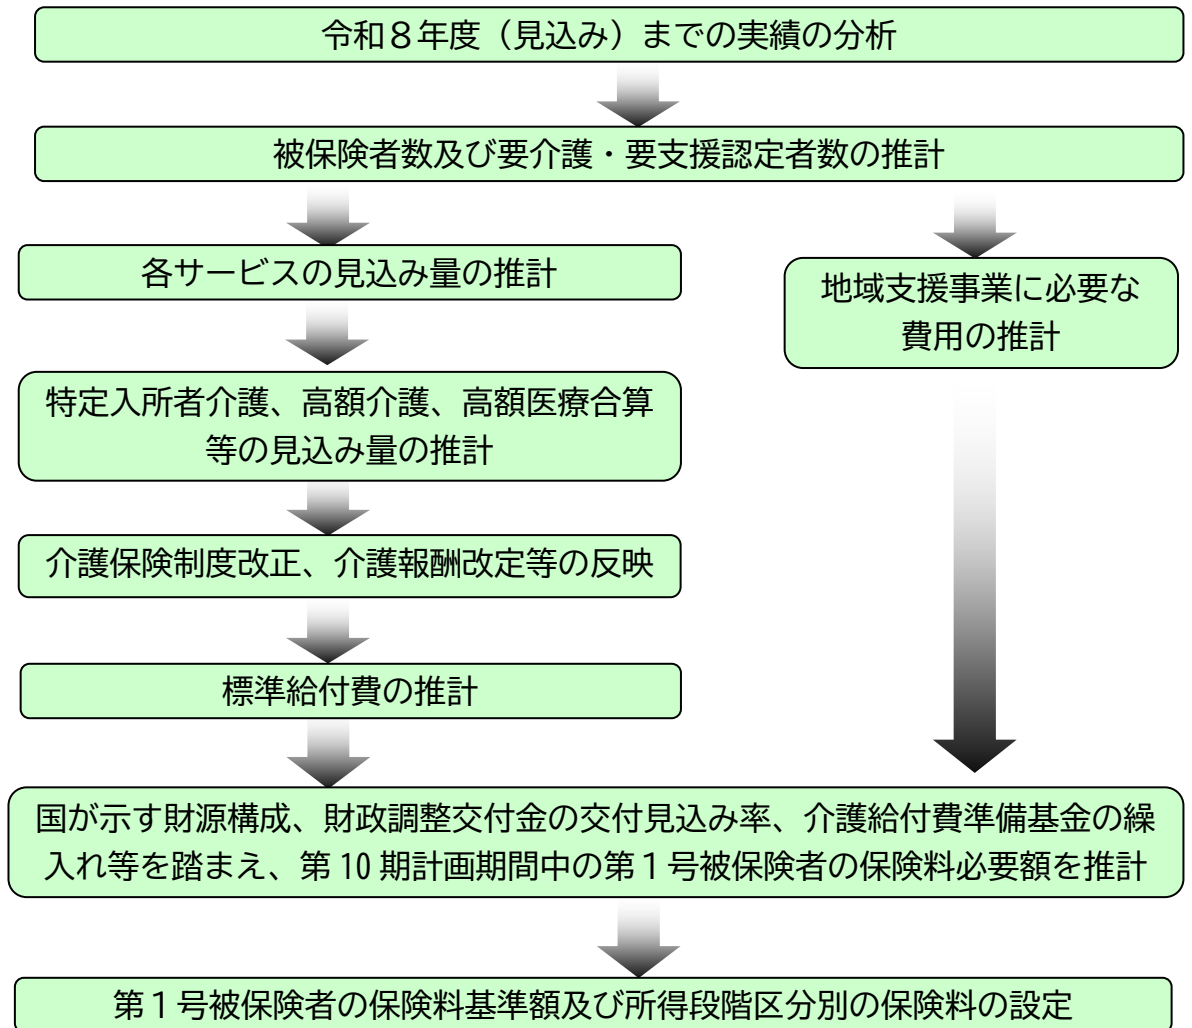 令和８年度（見込み）までの実績の分析
被保険者数及び要介護・要支援認定者数の推計
各サービスの見込み量の推計
地域支援事業に必要な
費用の推計
特定入所者介護、高額介護、高額医療合算
等の見込み量の推計
介護保険制度改正、介護報酬改定等の反映
標準給付費の推計
国が示す財源構成、財政調整交付金の交付見込み率、介護給付費準備基金の繰
入れ等を踏まえ、第 10 期計画期間中の第１号被保険者の保険料必要額を推計
第１号被保険者の保険料基準額及び所得段階区分別の保険料の設定